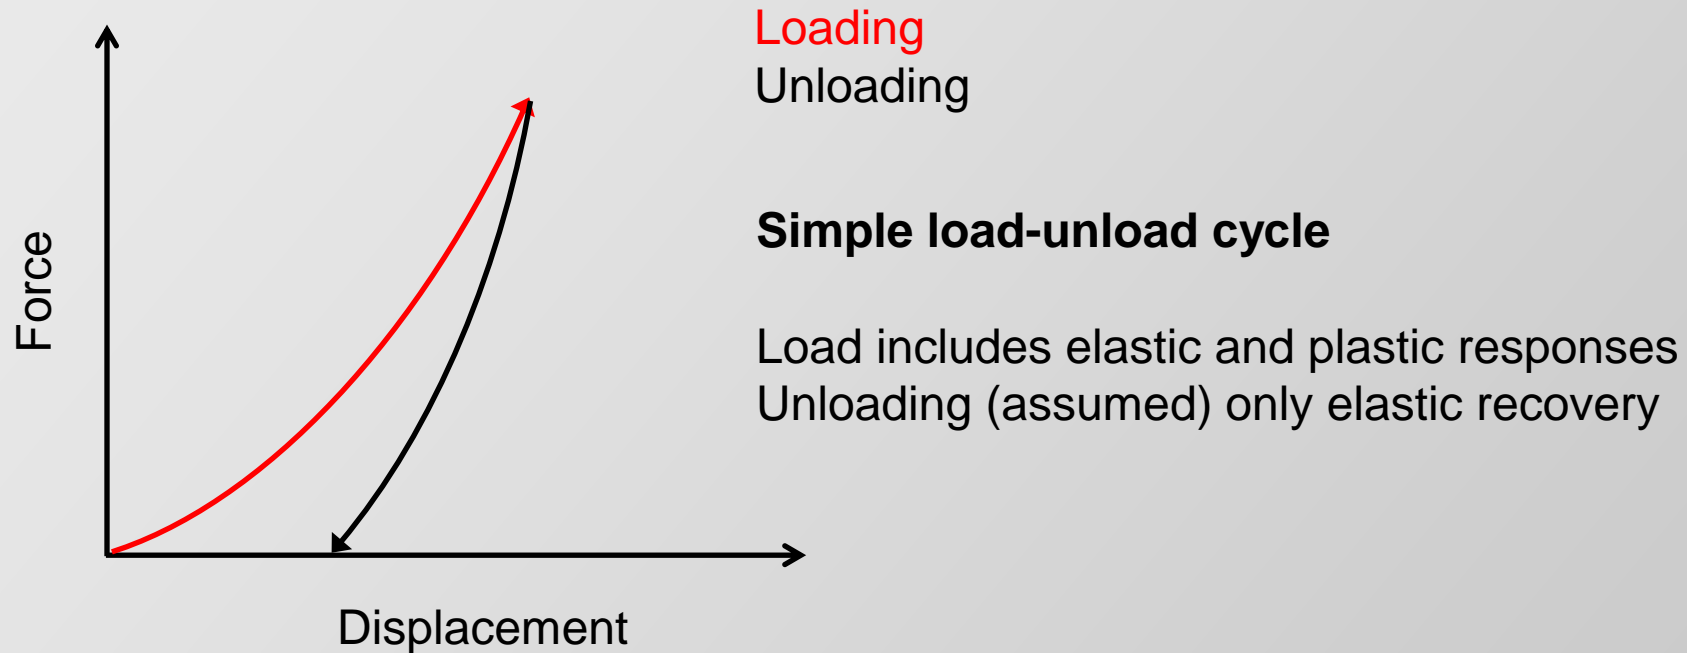 Loading
Unloading
Simple load-unload cycle
Load includes elastic and plastic responses
Unloading (assumed) only elastic recovery
Force
Displacement